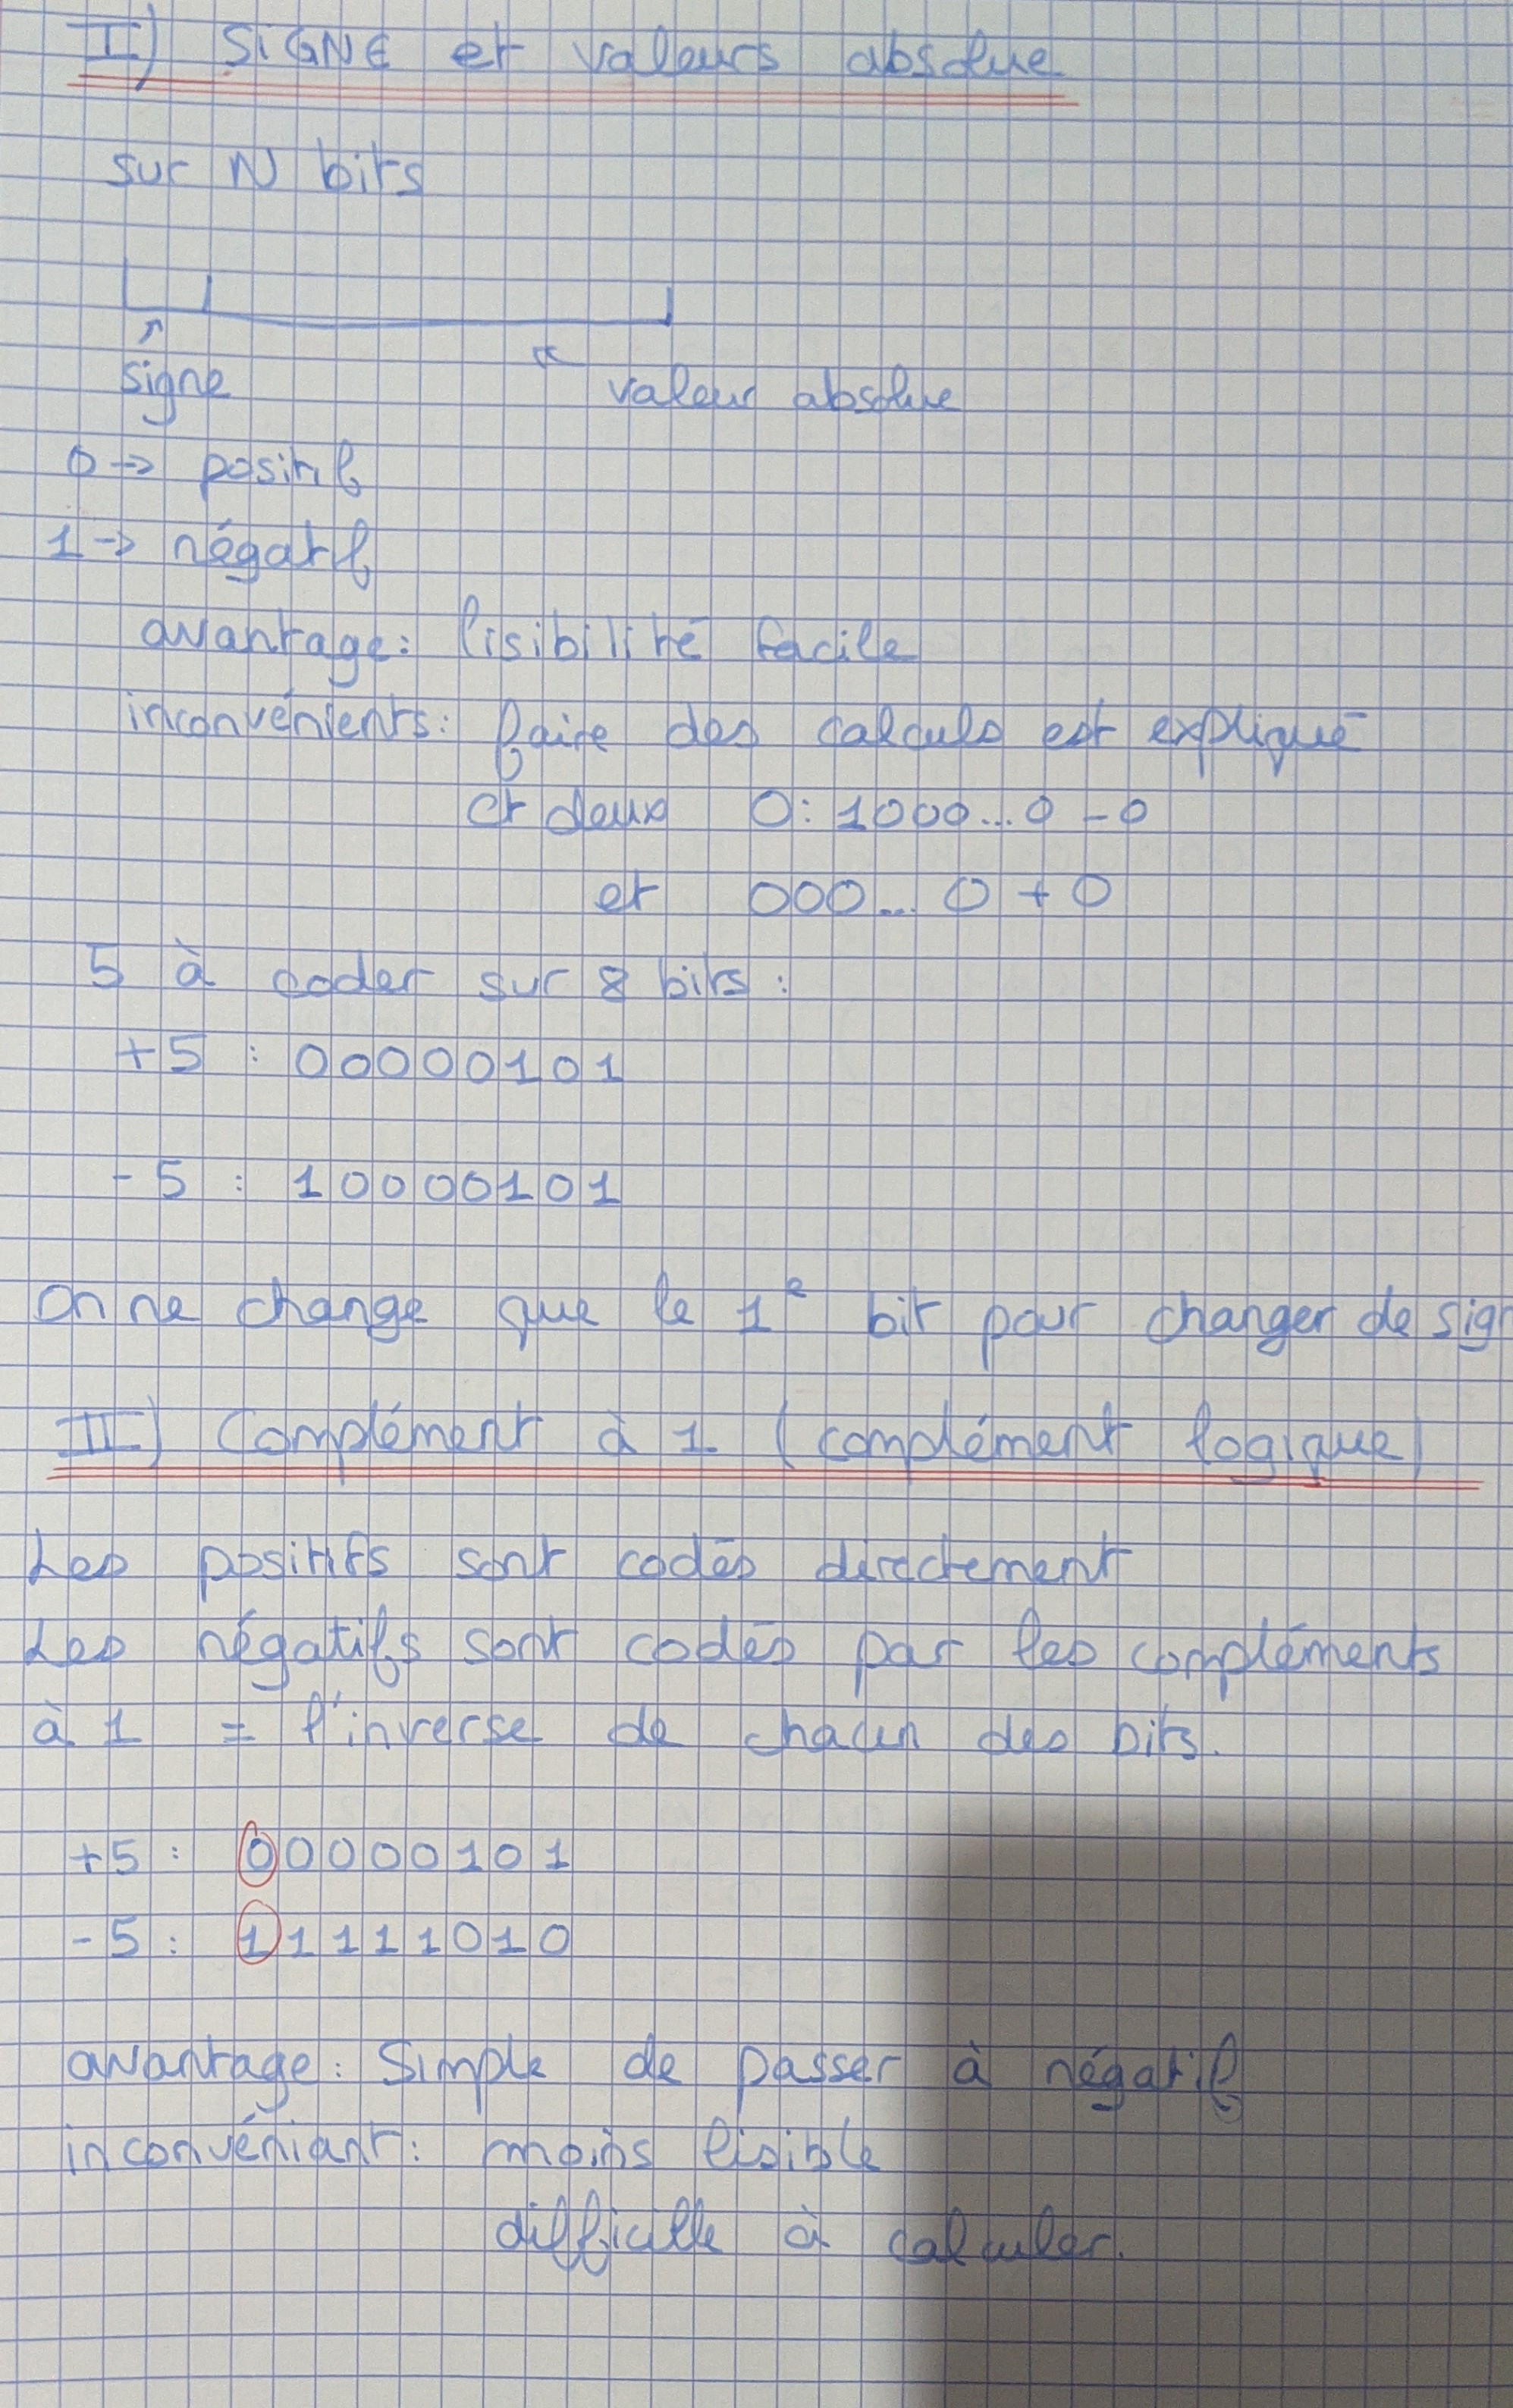 I) SIGNE et valeurs absolue
sur N bits
signe
valeur absolue
0 → positif
1 → négatif
avantage: lisibilité facile
inconvénients: faire des calculs est expliqué
et deux 0: 1000...0 -0
et 000... 0 +0
5 à coder sur 8 bits :
+5 : 00000101
-5 : 10000101
On ne change que le 1e bit pour changer de sign
II) Complément à 1 (complément logique)
Les positifs sont codés directement
Les négatifs sont codés par les compléments
à 1 = l'inverse de chacun des bits.
+5 : 00000101
-5 : 11111010
avantage: Simple de passer à négatif
inconvéniant: moins lisible
difficille à calculer.